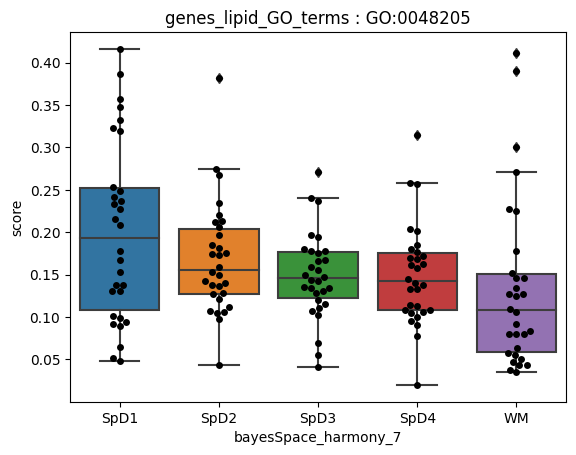 genes_lipid_GO_terms : GO:0048205
0.40
0.35
0.30
0.25
0.20
0.15
0.10
0.05
score
SpD1 SpD2 SpD3 SpD4 WM
bayesSpace_harmony_7